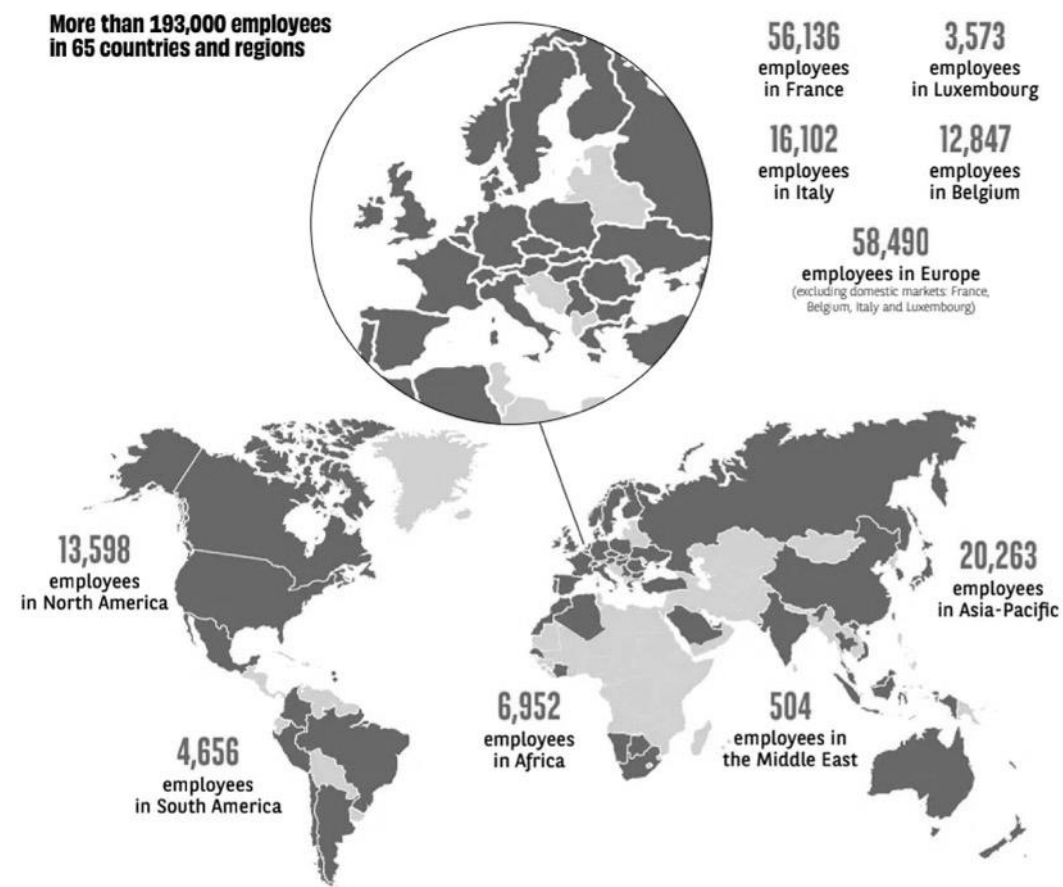 More than 193,000 employees
in 65 countries and regions
56,136
employees
in France
3,573
employees
in Luxembourg
16,102
employees
in Italy
12,847
employees
in Belgium
58,490
employees in Europe
(excluding domestic markets: France,
Belgium, Italy and Luxembourg)
13,598
employees
in North America
20,263
employees
in Asia-Pacific
4,656
employees
in South America
6,952
employees
in Africa
504
employees in
the Middle East